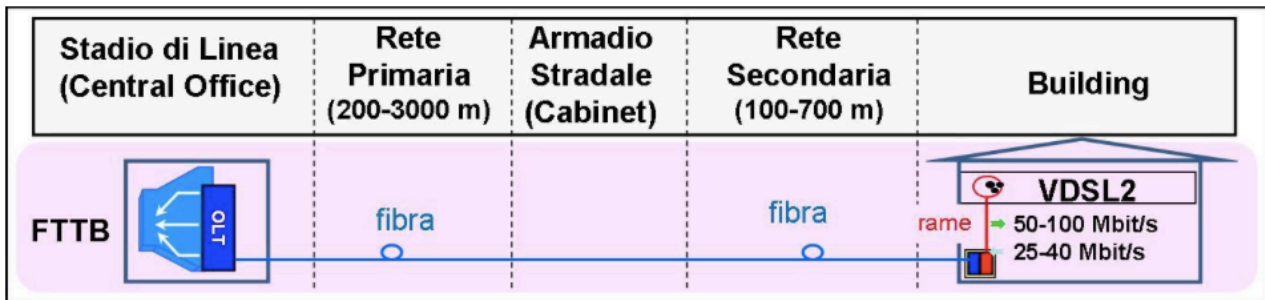 Stadio di Linea
(Central Office)
Rete
Primaria
(200-3000 m)
Armadio
Stradale
(Cabinet)
Rete
Secondaria
(100-700 m)
Building
FTTB
OLT
fibra
fibra
rame
VDSL2
50-100 Mbit/s
25-40 Mbit/s